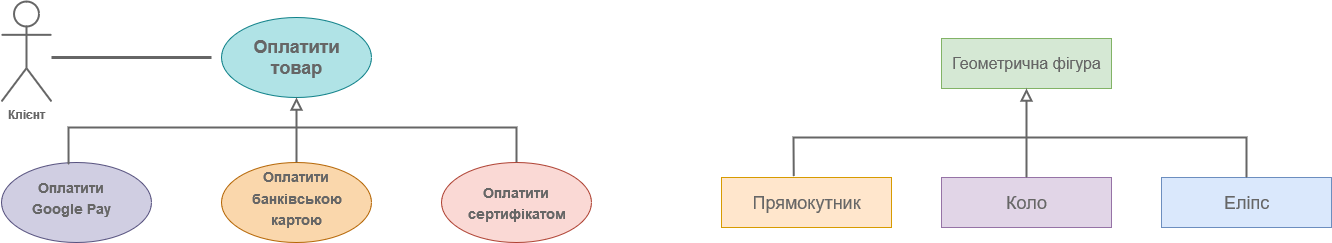 Клієнт
Оплатити
товар
Оплатити
Google Pay
Оплатити
банківською
картою
Оплатити
сертифікатом
Геометрична фігура
Прямокутник
Коло
Еліпс